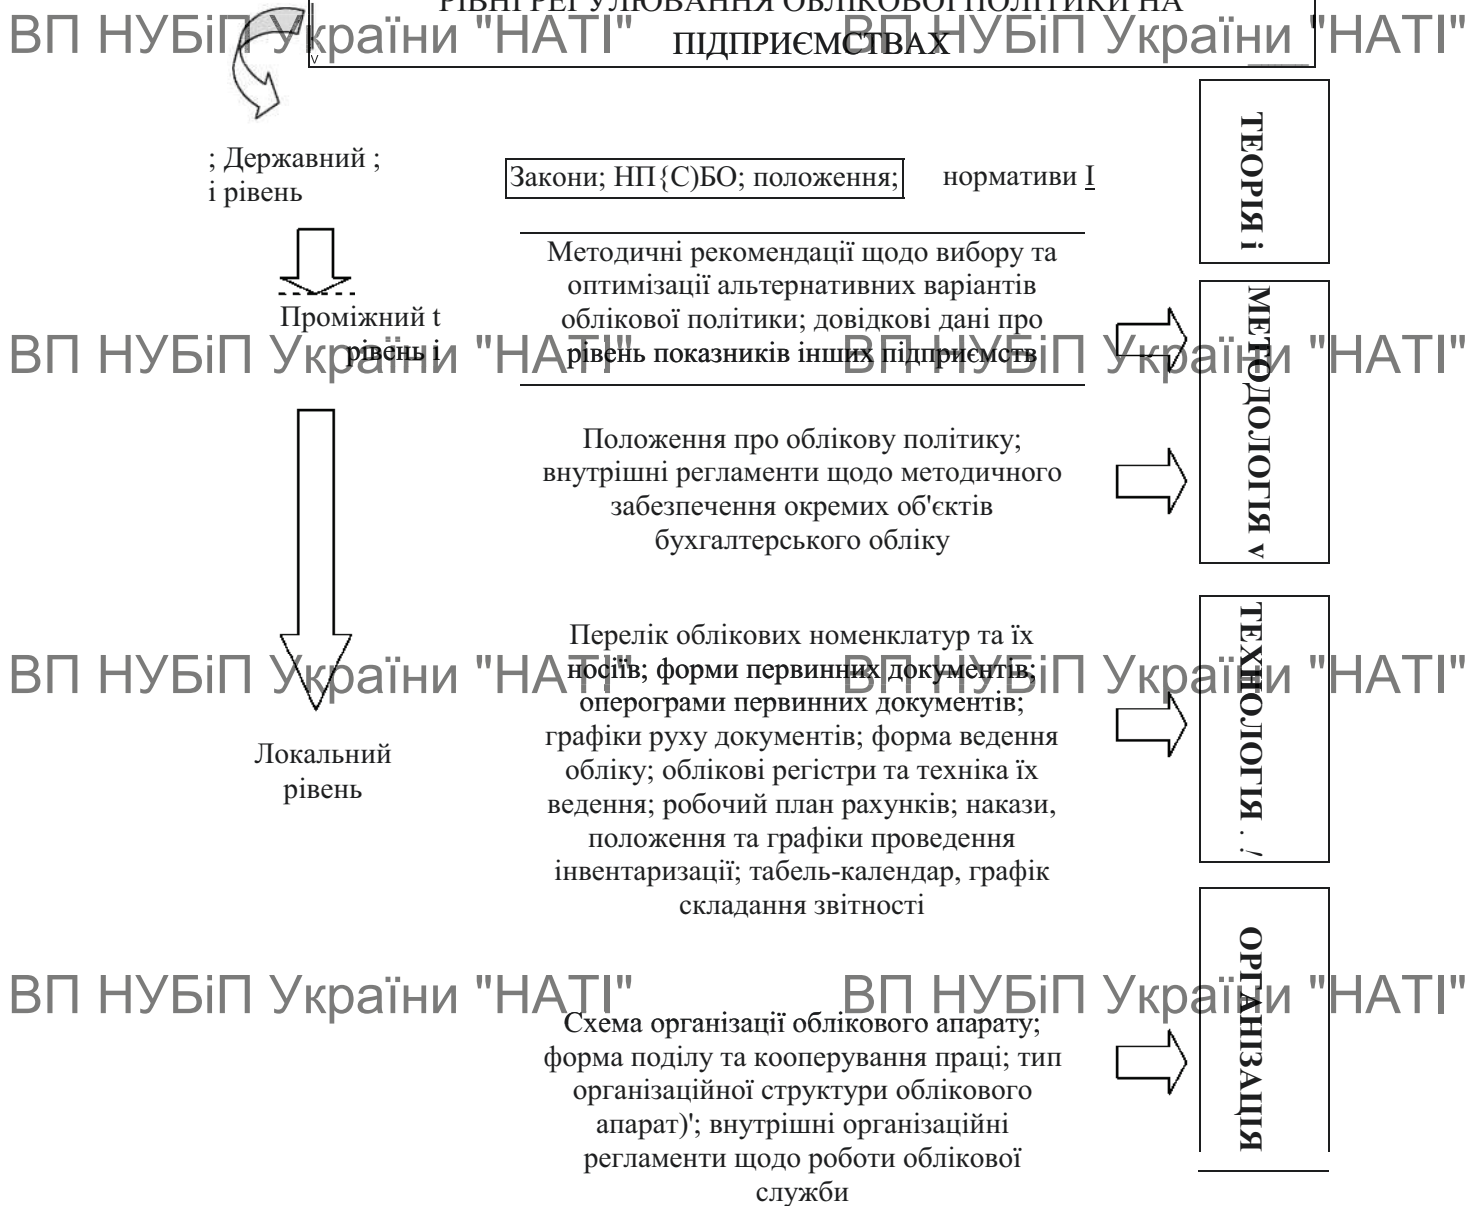 РІВНІ РЕГУЛЮВАННЯ ОБЛІКОВОЇ ПОЛІТИКИ НА
ВП НУБіП України "НАТІ" ВП НУБіП України "НАТІ"
ПІДПРИЄМСТВАХ
; Державний ;
і рівень
Закони; НП{С)БО; положення; нормативи I
ТЕОРІЯ і
Методичні рекомендації щодо вибору та
оптимізації альтернативних варіантів
облікової політики; довідкові дані про
рівень показників інших підприємств
Проміжний t
рівень і
ВП НУБіП України "НАТІ" ВП НУБіП України "НАТІ"
МЕТОДОЛОГІЯ v
Положення про облікову політику;
внутрішні регламенти щодо методичного
забезпечення окремих об'єктів
бухгалтерського обліку
Перелік облікових номенклатур та їх
носіїв; форми первинних документів;
ВП НУБіП України "НАТІ" ВП НУБіП України "НАТІ"
оперограми первинних документів;
графіки руху документів; форма ведення
обліку; облікові регістри та техніка їх
ведення; робочий план рахунків; накази,
положення та графіки проведення
інвентаризації; табель-календар, графік
складання звітності
Локальний
рівень
ТЕХНОЛОГІЯ . !
ВП НУБіП України "НАТІ" ВП НУБіП України "НАТІ"
Схема організації облікового апарату;
форма поділу та кооперування праці; тип
організаційної структури облікового
апарат)'; внутрішні організаційні
регламенти щодо роботи облікової
служби
ОРГАНІЗАЦІЯ